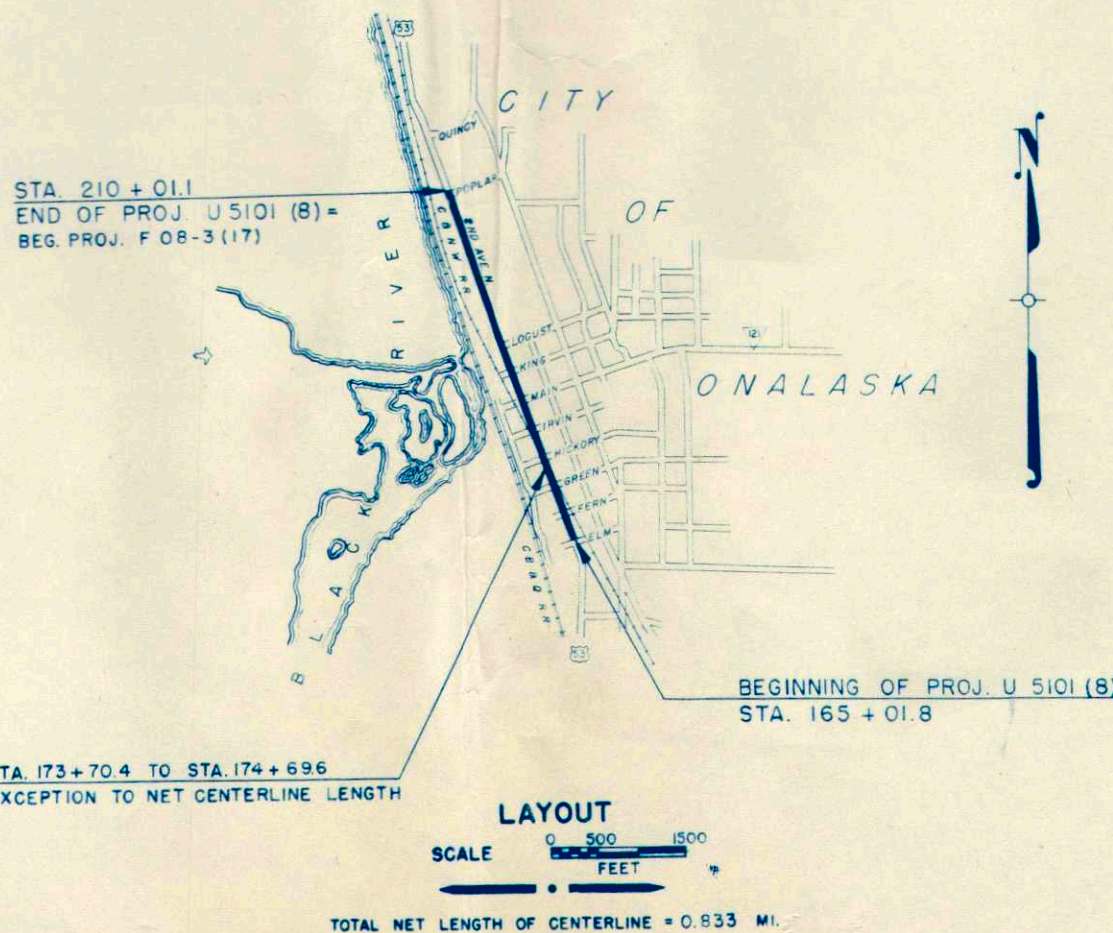 53
CITY
QUINCY
STA. 210 + 01.1
END OF PROJ. U 5101 (8) =
BEG. PROJ. F 08-3 (17)
POPLAR
OF
RIVER
C & N W RR
2ND AVE N
LOCUST
121
KING
ONALASKA
MAIN
IRVIN
HICKORY
GREEN
FERN
ELM
BLACK
C B & Q RR
53
N
BEGINNING OF PROJ. U 5101 (8)
STA. 165 + 01.8
TA. 173+70.4 TO STA. 174+69.6
XCEPTION TO NET CENTERLINE LENGTH
LAYOUT
SCALE 0 500 1500
FEET
TOTAL NET LENGTH OF CENTERLINE = 0.833 MI.